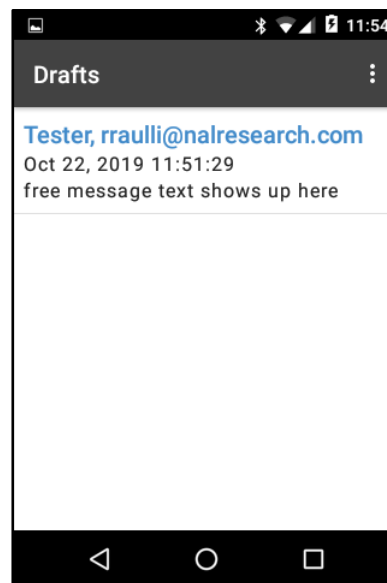 11:54
Drafts
Tester, rraulli@nalresearch.com
Oct 22, 2019 11:51:29
free message text shows up here